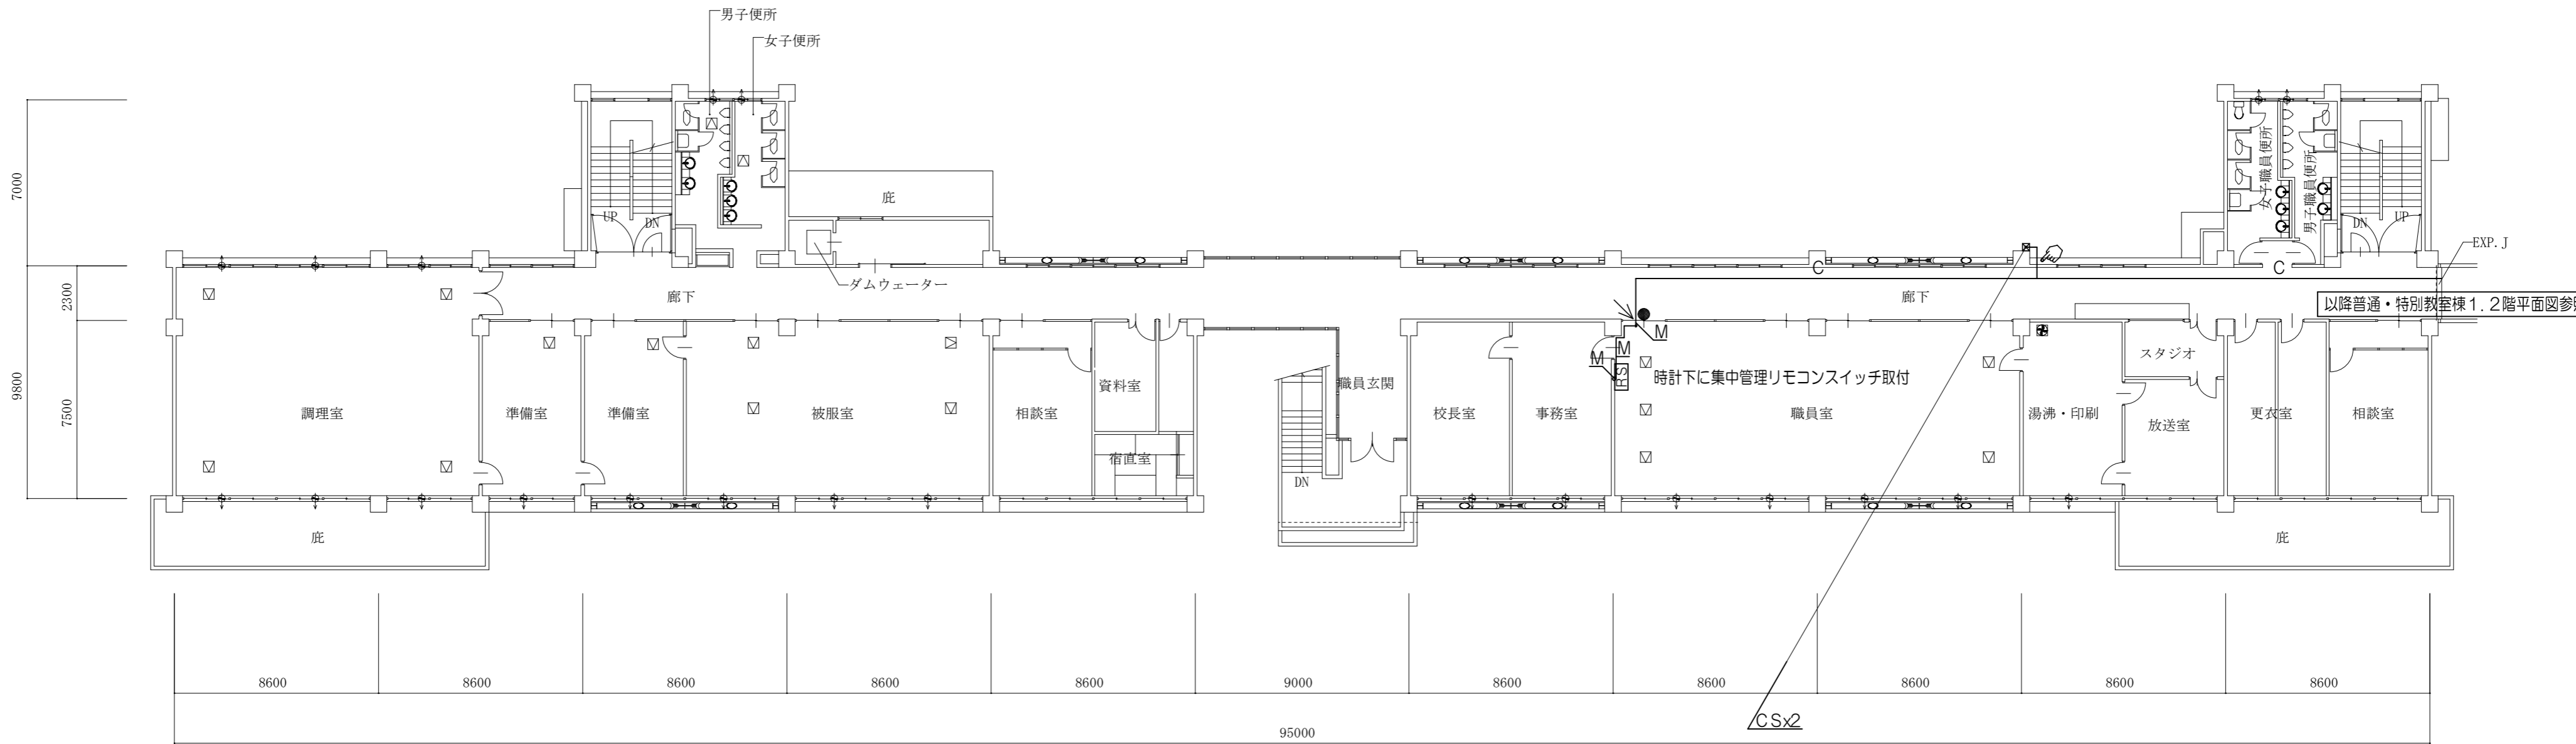 男子便所
女子便所
7000
2300
9800
7500
UP
DN
庇
ダムウェーター
廊下
調理室
準備室
準備室
被服室
相談室
資料室
宿直室
庇
職員玄関
DN
校長室
事務室
M
M
M
RS
時計下に集中管理リモコンスイッチ取付
職員室
C
廊下
C
女子職員便所
男子職員便所
DN
UP
EXP.J
以降普通・特別教室棟1.2階平面図参照
湯沸・印刷
スタジオ
放送室
更衣室
相談室
庇
8600
8600
8600
8600
8600
9000
8600
8600
8600
8600
8600
95000
CSx2